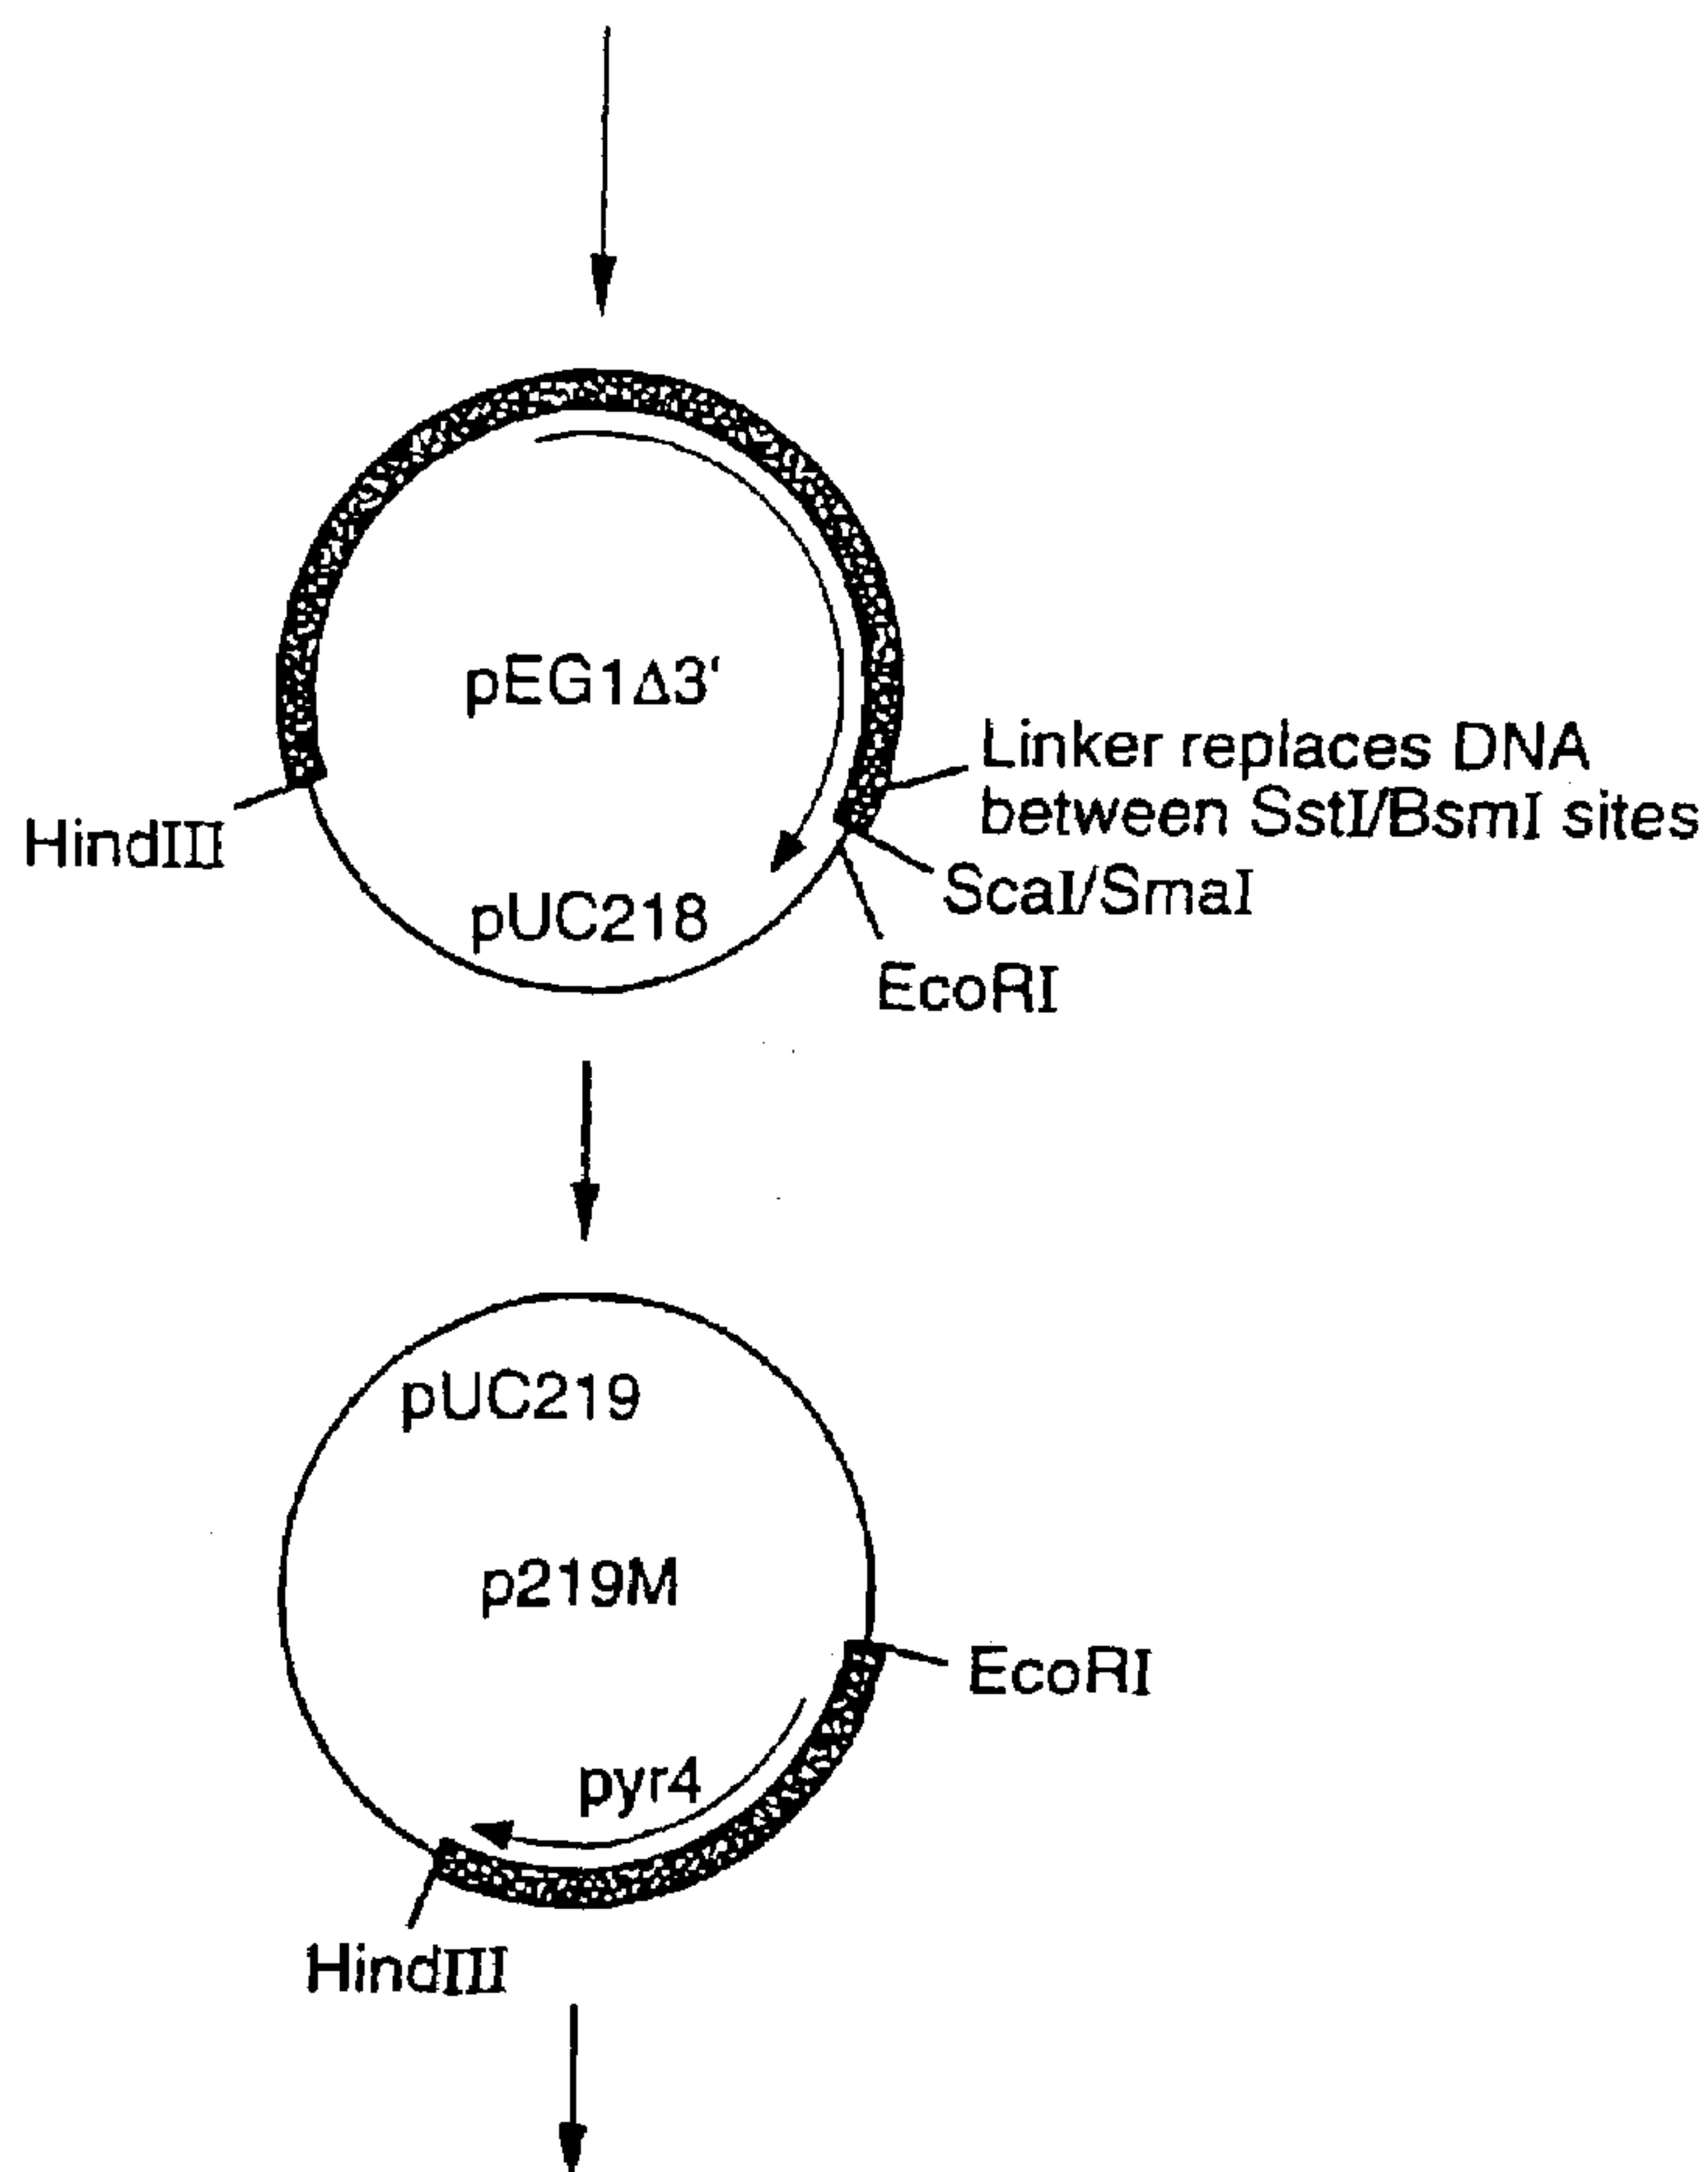 pEG1Δ3‘
Linker replaces DNA
between SstI/BsmI sites
HindIII
ScaI/SmaI
pUC218
EcoRI
pUC219
p219M
EcoRI
pyr4
HindIII